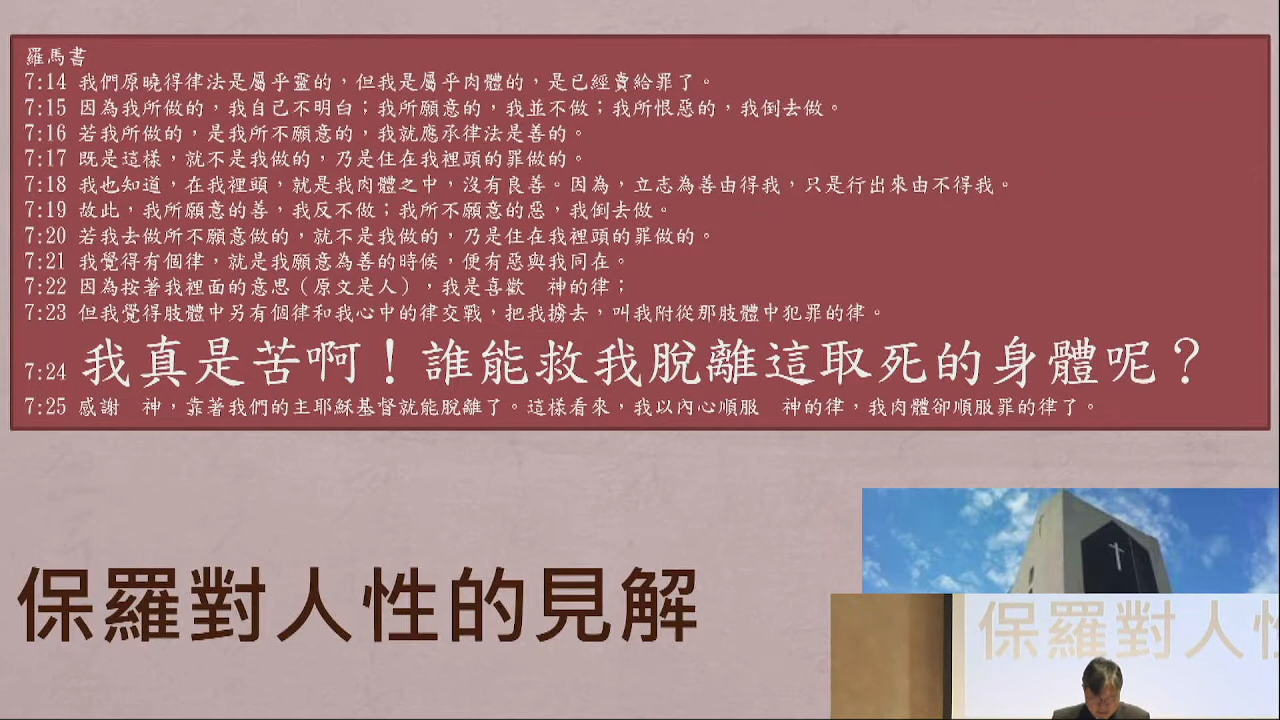 羅馬書
7:14 我們原曉得律法是屬乎靈的，但我是屬乎肉體的，是已經賣給罪了。
7:15 因為我所做的，我自己不明白；我所願意的，我並不做；我所恨惡的，我倒去做。
7:16 若我所做的，是我所不願意的，我就應承律法是善的。
7:17 既是這樣，就不是我做的，乃是住在我裡頭的罪做的。
7:18 我也知道，在我裡頭，就是我肉體之中，沒有良善。因為，立志為善由得我，只是行出來由不得我。
7:19 故此，我所願意的善，我反不做；我所不願意的惡，我倒去做。
7:20 若我去做所不願意做的，就不是我做的，乃是住在我裡頭的罪做的。
7:21 我覺得有個律，就是我願意為善的時候，便有惡與我同在。
7:22 因為按著我裡面的意思（原文是人），我是喜歡　神的律；
7:23 但我覺得肢體中另有個律和我心中的律交戰，把我擄去，叫我附從那肢體中犯罪的律。
7:24 我真是苦啊！誰能救我脫離這取死的身體呢？
7:25 感謝　神，靠著我們的主耶穌基督就能脫離了。這樣看來，我以內心順服　神的律，我肉體卻順服罪的律了。
保羅對人性的見解
保羅對人性